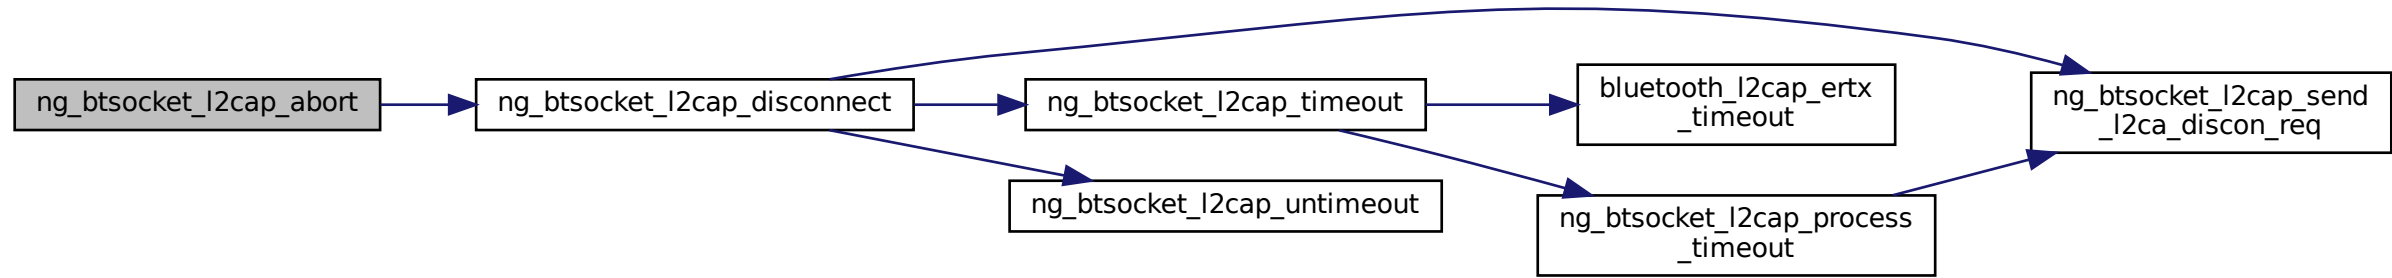 ng_btsocket_l2cap_abort
ng_btsocket_l2cap_disconnect
ng_btsocket_l2cap_timeout
bluetooth_l2cap_ertx
_timeout
ng_btsocket_l2cap_send
_l2ca_discon_req
ng_btsocket_l2cap_untimeout
ng_btsocket_l2cap_process
_timeout